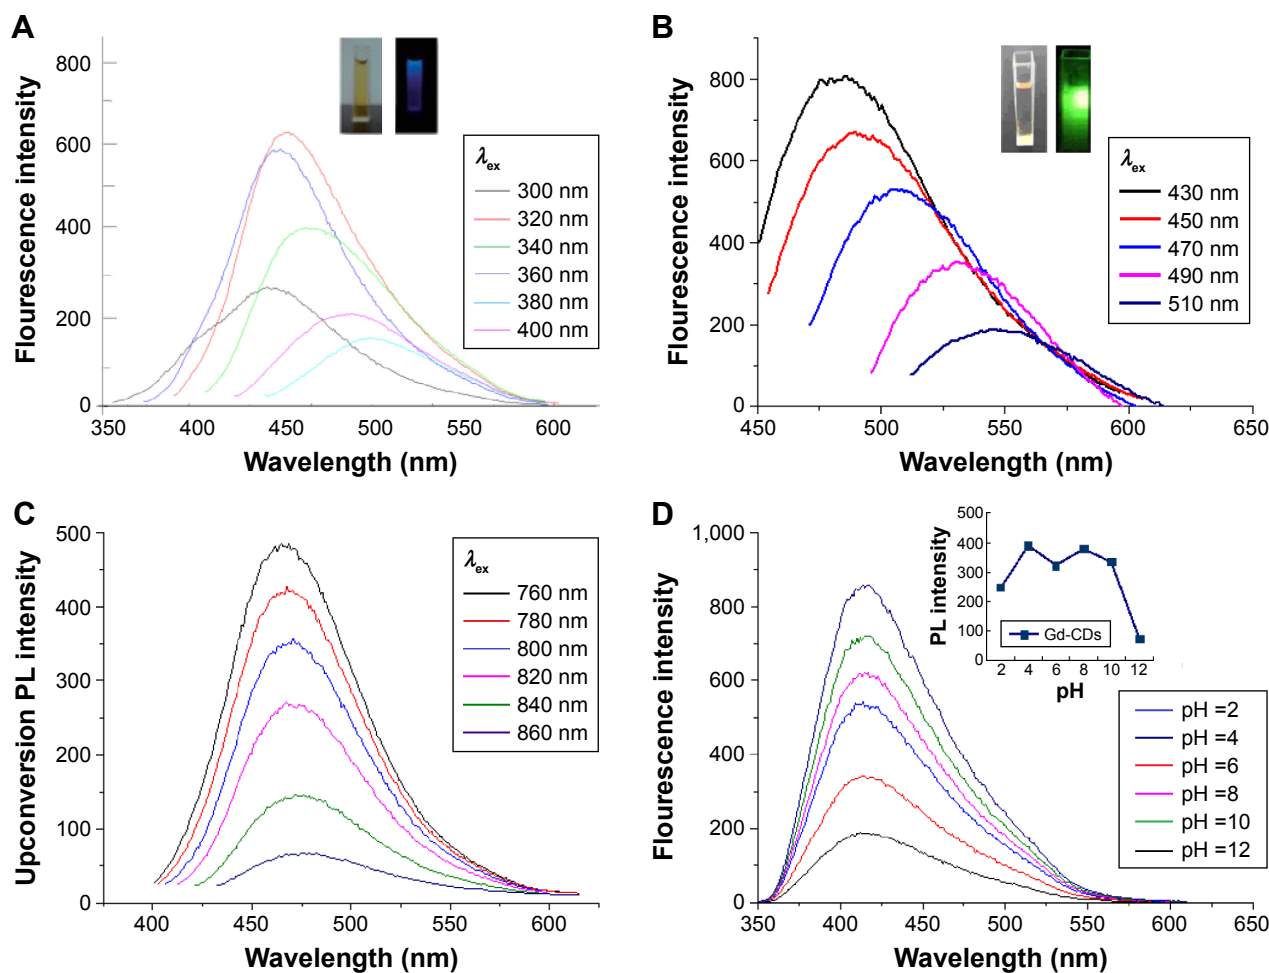 A
Flourescence intensity
800
600
400
200
0
350
400
450
500
550
600
Wavelength (nm)
λex
300 nm
320 nm
340 nm
360 nm
380 nm
400 nm
B
Flourescence intensity
800
600
400
200
0
450
500
550
600
650
Wavelength (nm)
λex
430 nm
450 nm
470 nm
490 nm
510 nm
C
Upconversion PL intensity
500
400
300
200
100
0
400
450
500
550
600
Wavelength (nm)
λex
760 nm
780 nm
800 nm
820 nm
840 nm
860 nm
D
Flourescence intensity
1,000
800
600
400
200
0
350
400
450
500
550
600
650
Wavelength (nm)
PL intensity
500
400
300
200
100
0
2 4 6 8 10 12
pH
Gd-CDs
pH =2
pH =4
pH =6
pH =8
pH =10
pH =12